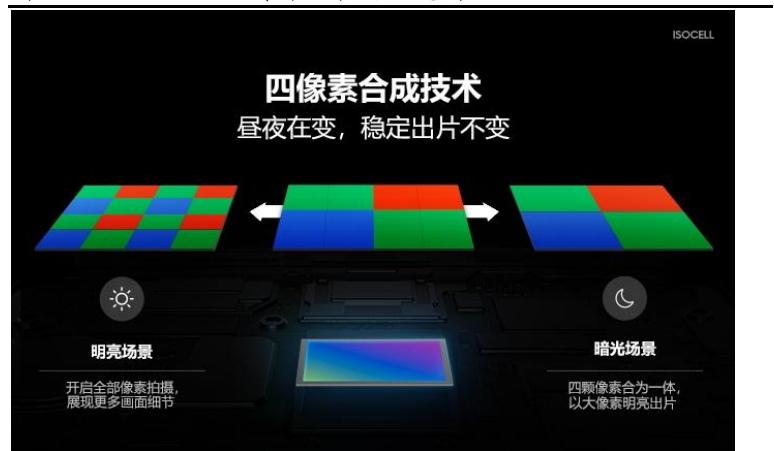 ISOCELL
四像素合成技术
昼夜在变，稳定出片不变
明亮场景
开启全部像素拍摄，
展现更多画面细节
暗光场景
四颗像素合为一体，
以大像素明亮出片